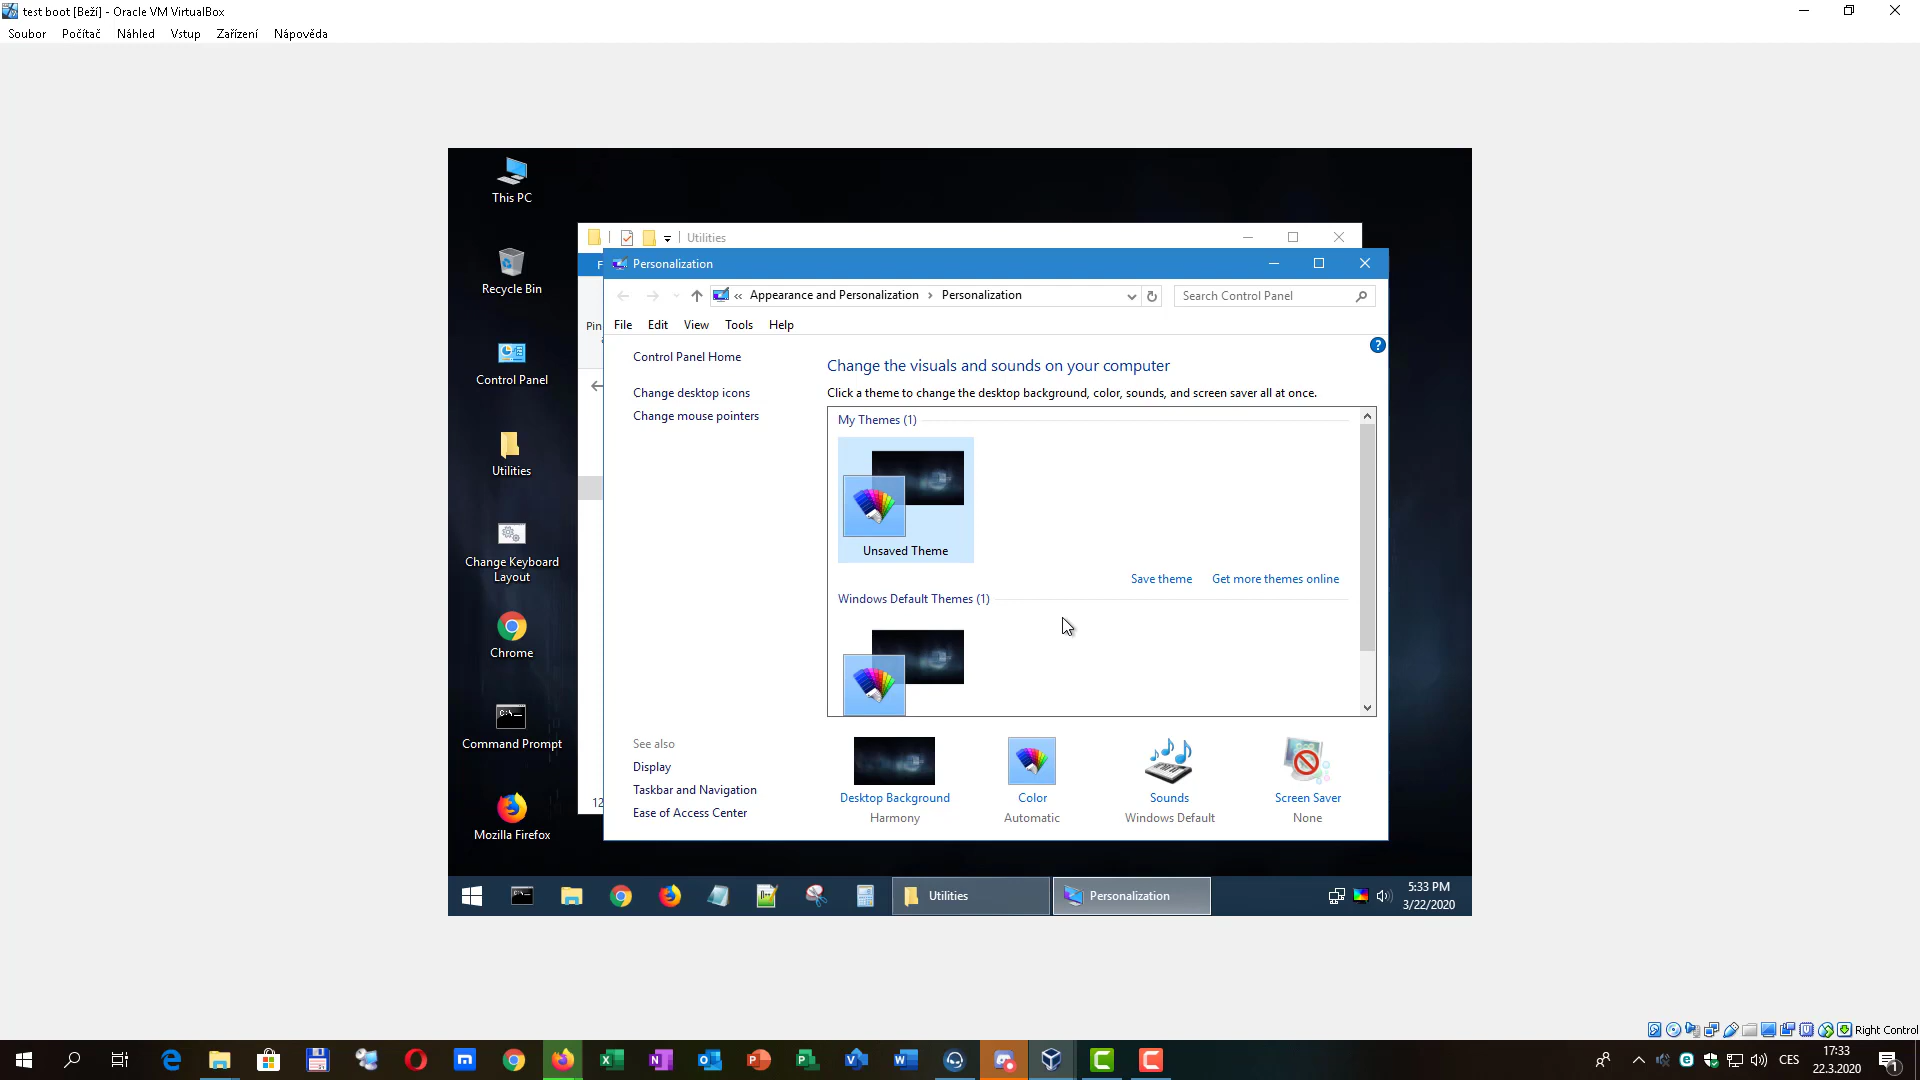 test boot [Beží] - Oracle VM VirtualBox
Soubor Počítač Náhled Vstup Zařízení Nápověda
This PC
Recycle Bin
Control Panel
Utilities
Change Keyboard
Layout
Chrome
Command Prompt
Mozilla Firefox
Utilities
F
Pin
12
Personalization
« Appearance and Personalization › Personalization
Search Control Panel
File Edit View Tools Help
Control Panel Home
Change desktop icons
Change mouse pointers
See also
Display
Taskbar and Navigation
Ease of Access Center
Change the visuals and sounds on your computer
Click a theme to change the desktop background, color, sounds, and screen saver all at once.
My Themes (1)
Unsaved Theme
Save theme Get more themes online
Windows Default Themes (1)
Desktop Background Color Sounds Screen Saver
Harmony Automatic Windows Default None
Utilities Personalization
5:33 PM
3/22/2020
Right Control
CES
17:33
22.3.2020
1